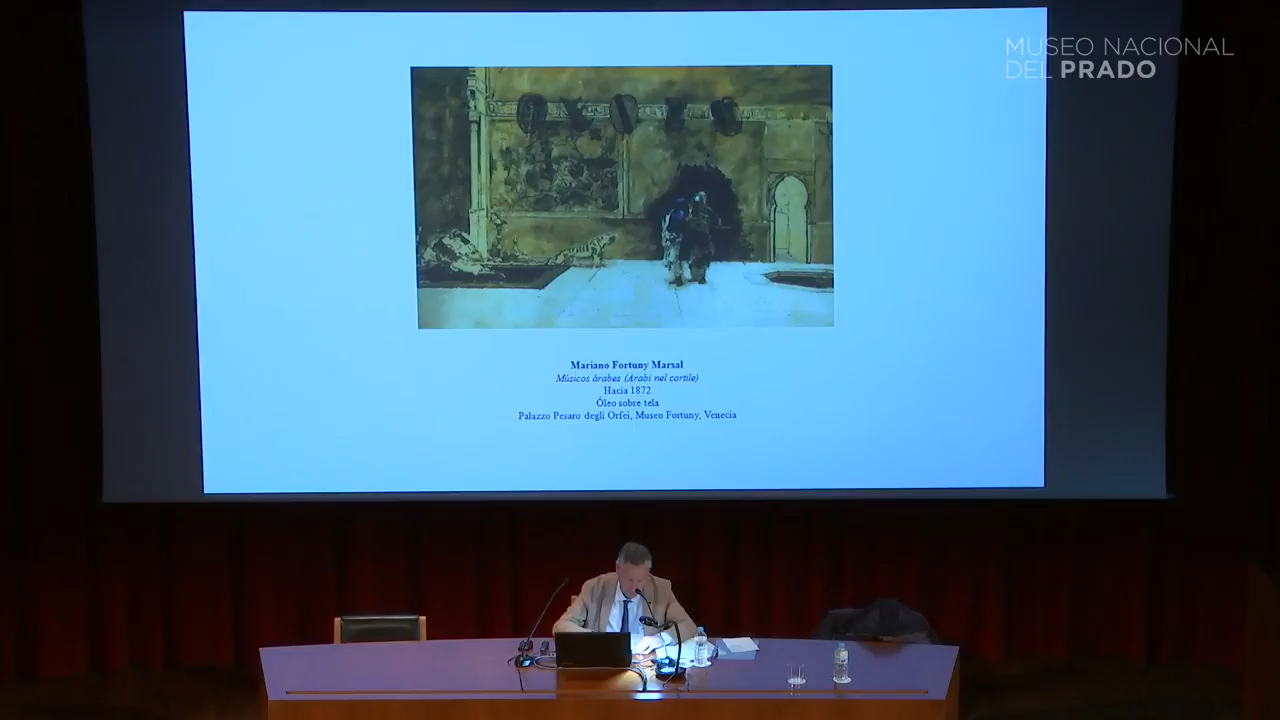 MUSEO NACIONAL
DEL PRADO
Mariano Fortuny Marsal
Músicos árabes (Arabi nel cortile)
Hacia 1872
Óleo sobre tela
Palazzo Pesaro degli Orfei, Museo Fortuny, Venecia